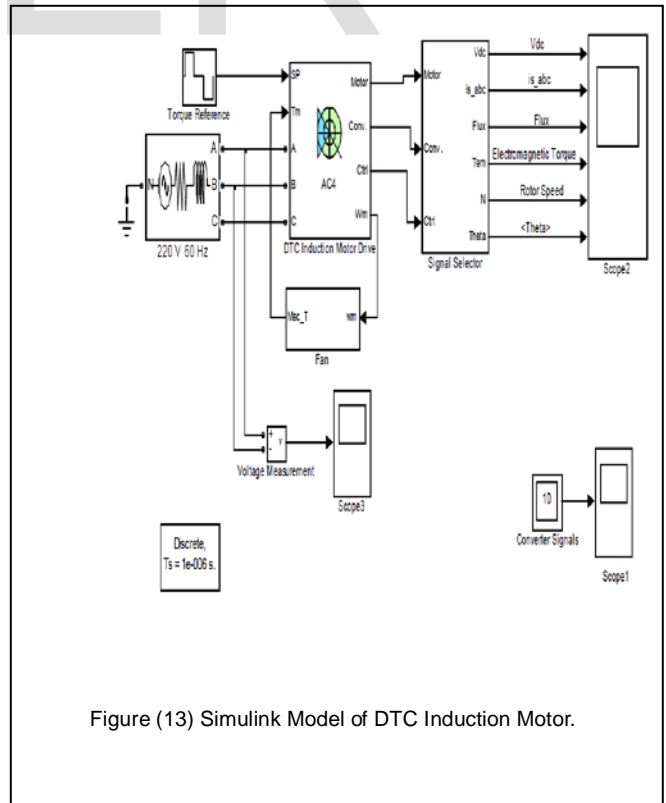 ER
SP
Tm
A
B
C
Motor
Conv.
Ctrl
Wm
AC4
DTC Induction Motor Drive
Torque Reference
N
A
B
C
220 V 60 Hz
Motor
Conv.
Ctrl
Vdc
is_abc
Flux
Tem
N
Theta
Signal Selector
Vdc
is_abc
Flux
Electromagnetic Torque
Rotor Speed
<Theta>
Scope2
Mec_T
wm
Fan
+
-
v
Voltage Measurement
Scope3
Discrete,
Ts = 1e-006 s.
Converter Signals
Scope1
Figure (13) Simulink Model of DTC Induction Motor.